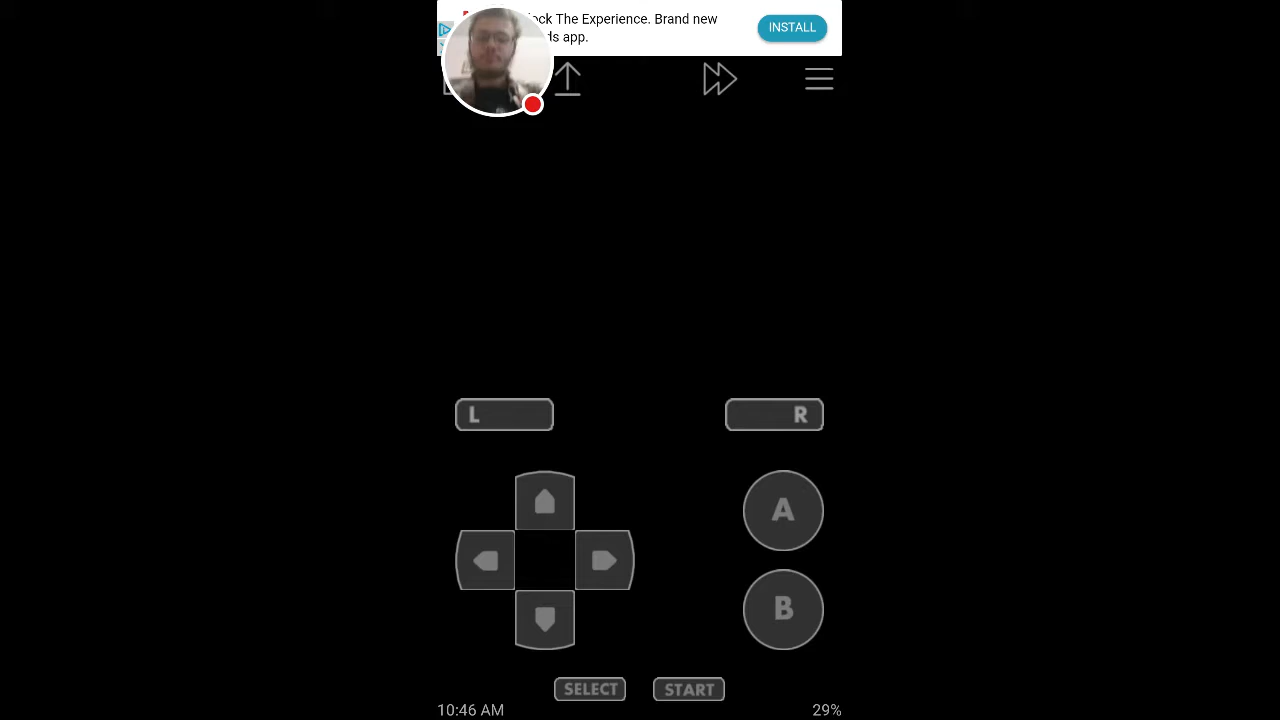 ock The Experience. Brand new
ds app.
INSTALL
L
R
A
B
SELECT
START
10:46 AM
29%